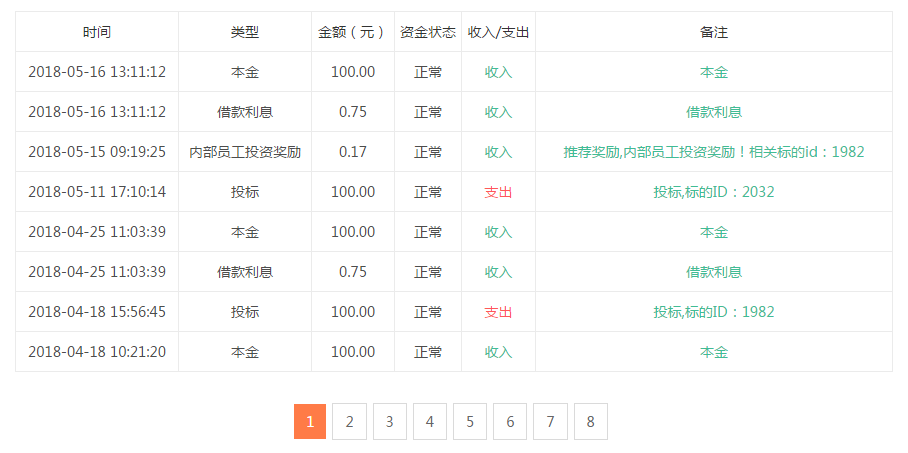 时间 类型 金额（元） 资金状态 收入/支出 备注
2018-05-16 13:11:12 本金 100.00 正常 收入 本金
2018-05-16 13:11:12 借款利息 0.75 正常 收入 借款利息
2018-05-15 09:19:25 内部员工投资奖励 0.17 正常 收入 推荐奖励,内部员工投资奖励！相关标的id：1982
2018-05-11 17:10:14 投标 100.00 正常 支出 投标,标的ID：2032
2018-04-25 11:03:39 本金 100.00 正常 收入 本金
2018-04-25 11:03:39 借款利息 0.75 正常 收入 借款利息
2018-04-18 15:56:45 投标 100.00 正常 支出 投标,标的ID：1982
2018-04-18 10:21:20 本金 100.00 正常 收入 本金
1 2 3 4 5 6 7 8